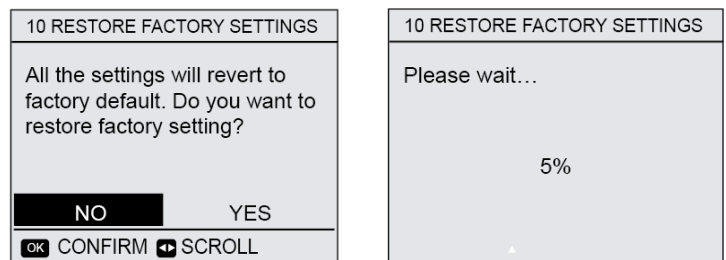 10 RESTORE FACTORY SETTINGS
All the settings will revert to
factory default. Do you want to
restore factory setting?
NO YES
OK CONFIRM SCROLL
10 RESTORE FACTORY SETTINGS
Please wait...
5%